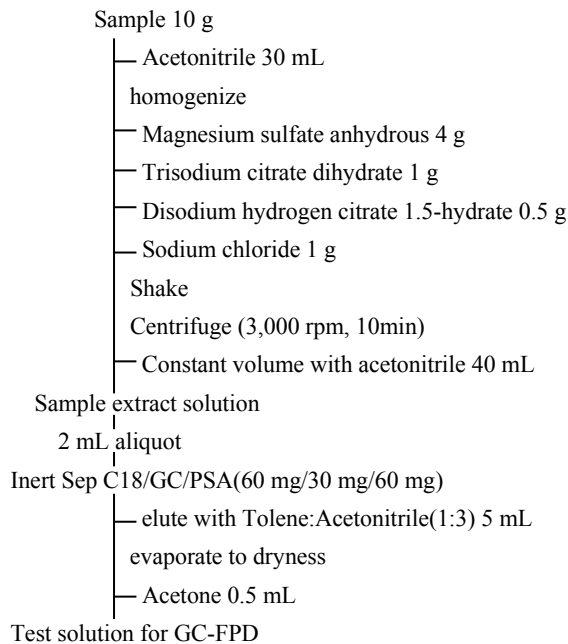 Sample 10 g
Acetonitrile 30 mL
homogenize
Magnesium sulfate anhydrous 4 g
Trisodium citrate dihydrate 1 g
Disodium hydrogen citrate 1.5-hydrate 0.5 g
Sodium chloride 1 g
Shake
Centrifuge (3,000 rpm, 10min)
Constant volume with acetonitrile 40 mL
Sample extract solution
2 mL aliquot
Inert Sep C18/GC/PSA(60 mg/30 mg/60 mg)
elute with Tolene:Acetonitrile(1:3) 5 mL
evaporate to dryness
Acetone 0.5 mL
Test solution for GC-FPD